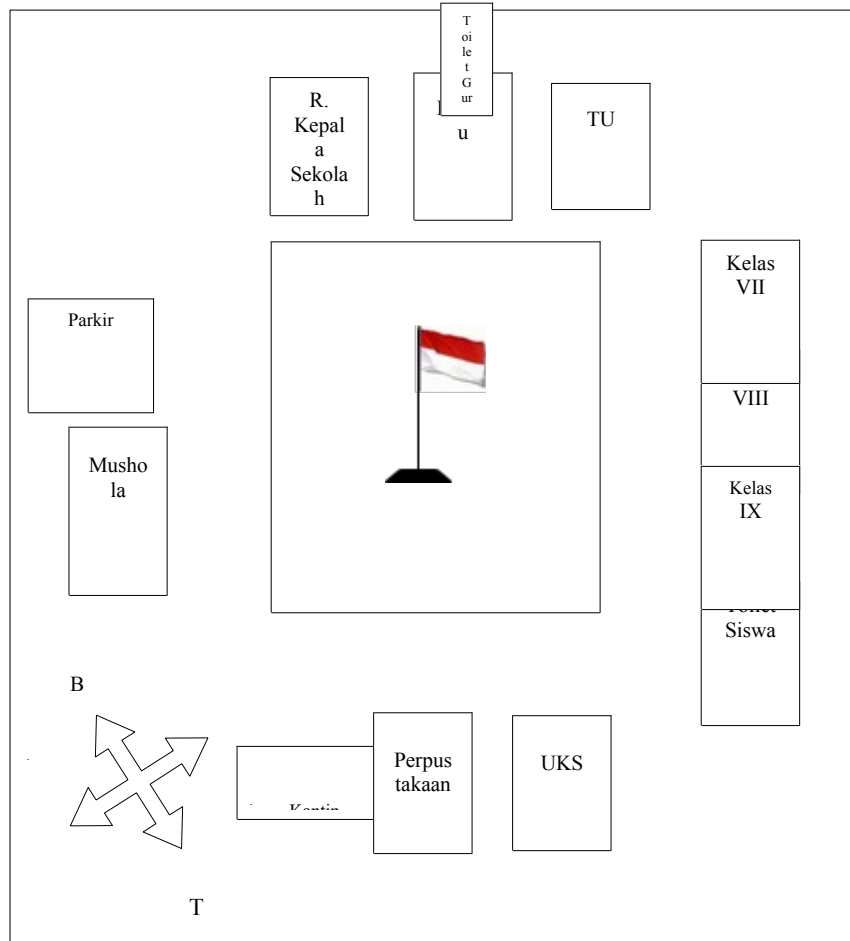 T
oi
le
t
G
ur
R.
Kepal
a
Sekola
h
u
TU
Kelas
VII
Parkir
VIII
Musho
la
Kelas
IX
Siswa
B
Perpus
takaan
UKS
T